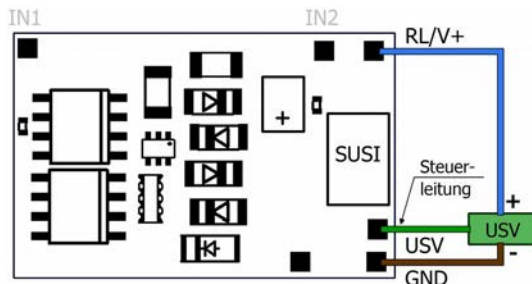 IN1
IN2
RL/V+
+
SUSI
Steuer-
leitung
+
USV
-
USV
GND